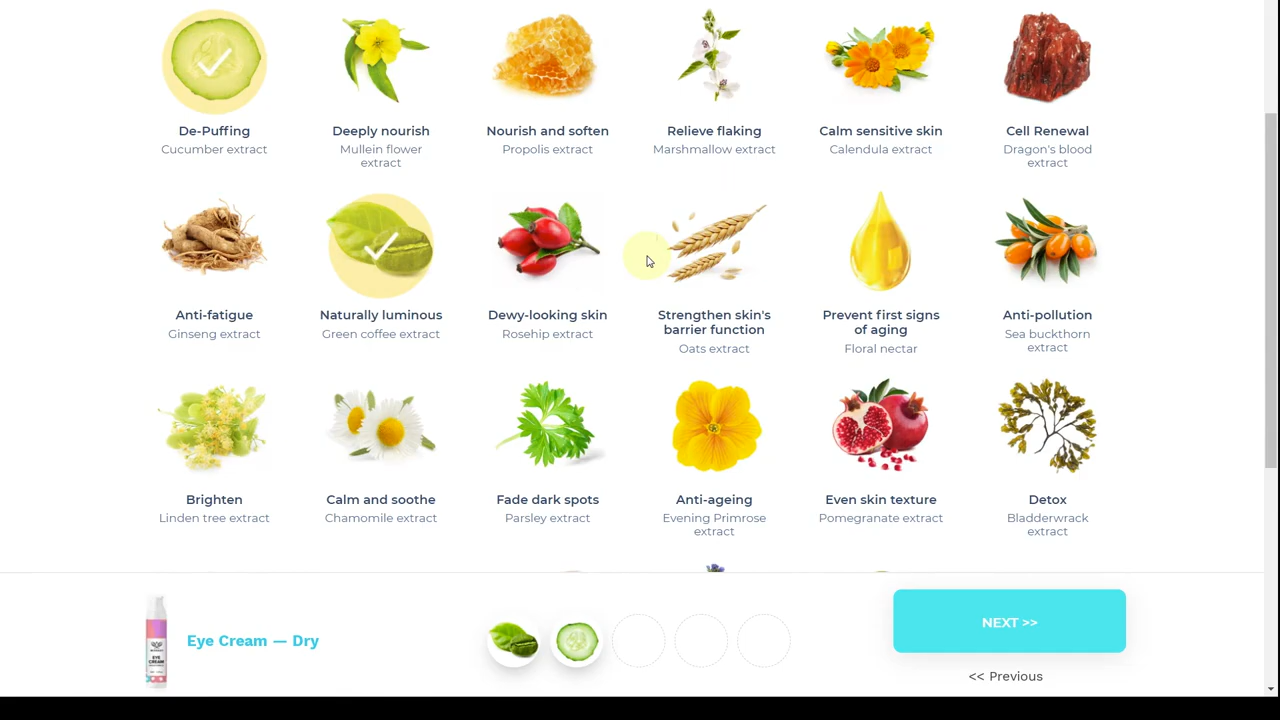 De-Puffing
Cucumber extract
Deeply nourish
Mullein flower
extract
Nourish and soften
Propolis extract
Relieve flaking
Marshmallow extract
Calm sensitive skin
Calendula extract
Cell Renewal
Dragon's blood
extract
Anti-fatigue
Ginseng extract
Naturally luminous
Green coffee extract
Dewy-looking skin
Rosehip extract
Strengthen skin's
barrier function
Oats extract
Prevent first signs
of aging
Floral nectar
Anti-pollution
Sea buckthorn
extract
Brighten
Linden tree extract
Calm and soothe
Chamomile extract
Fade dark spots
Parsley extract
Anti-ageing
Evening Primrose
extract
Even skin texture
Pomegranate extract
Detox
Bladderwrack
extract
EYE
CREAM
Eye Cream — Dry
NEXT >>
<< Previous